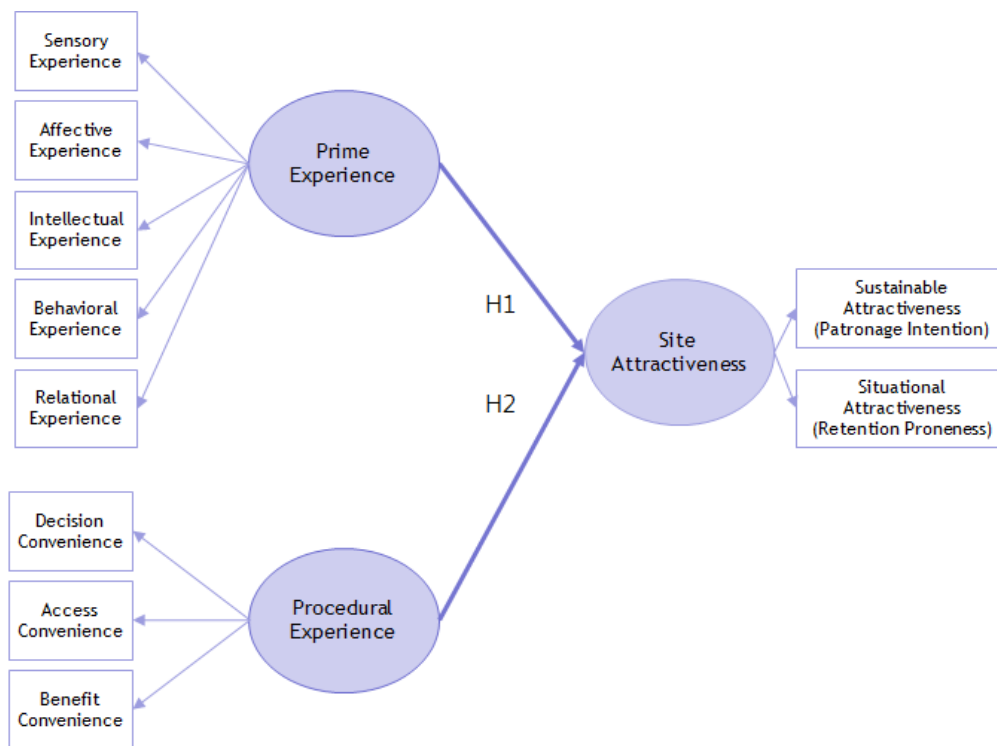 Sensory
Experience
Affective
Experience
Intellectual
Experience
Behavioral
Experience
Relational
Experience
Prime
Experience
H1
H2
Site
Attractiveness
Sustainable
Attractiveness
(Patronage Intention)
Situational
Attractiveness
(Retention Proneness)
Decision
Convenience
Access
Convenience
Benefit
Convenience
Procedural
Experience